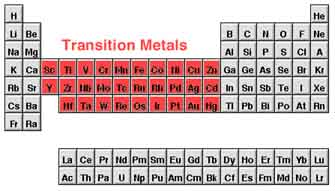 H He
Li Be B C N O F Ne
Transition Metals
Na Mg Al Si P S Cl A
K Ca Sc Ti V Cr Mn Fe Co Ni Cu Zn Ga Ge As Se Br Kr
Rb Sr Y Zr Nb Mo Tc Ru Rh Pd Ag Cd In Sn Sb Te I Xe
Cs Ba Hf Ta W Re Os Ir Pt Au Hg Tl Pb Bi Po At Rn
Fr Ra
La Ce Pr Nd Pm Sm Eu Gd Tb Dy Ho Er Tm Yb Lu
Ac Th Pa U Np Pu Am Cm Bk Cf Es Fm Md No Lr